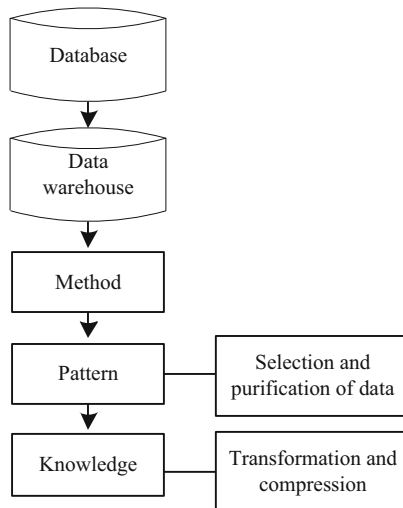 Database
Data
warehouse
Method
Pattern
Selection and
purification of data
Knowledge
Transformation and
compression